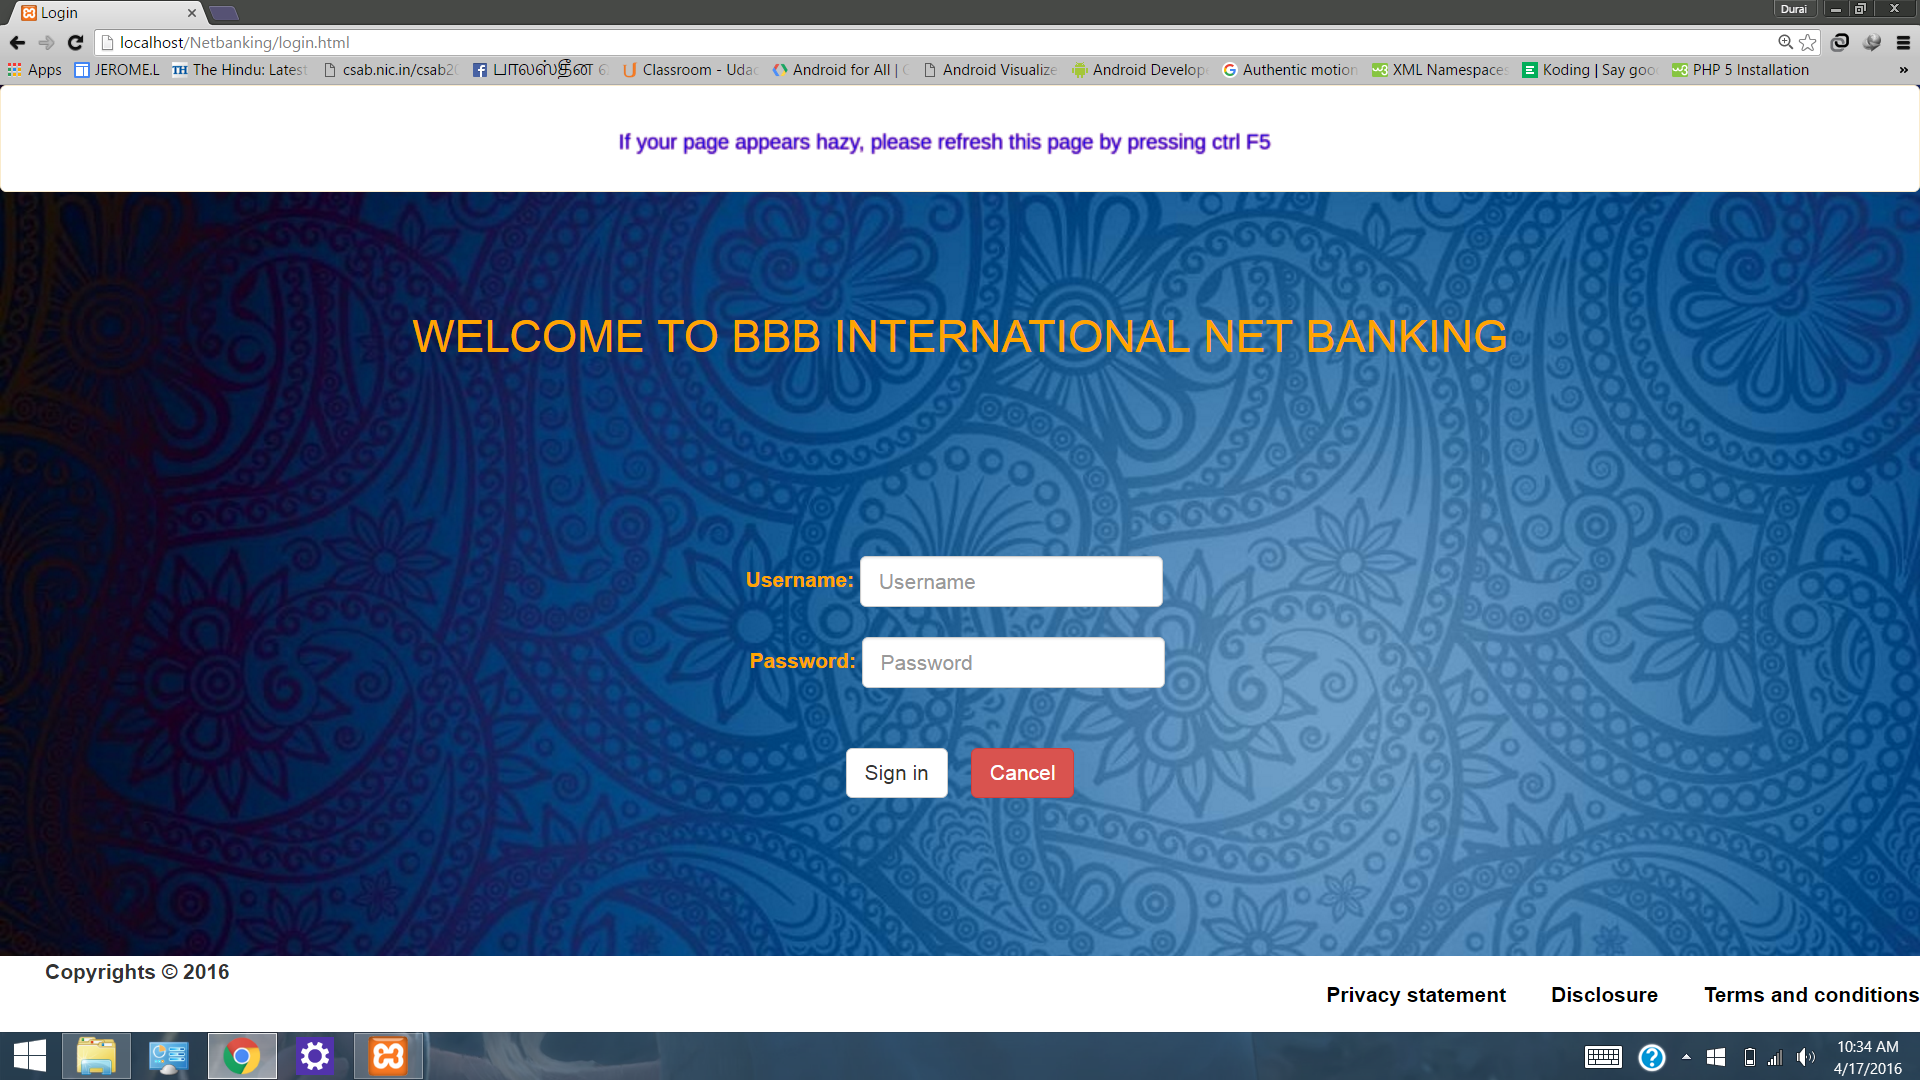 Login
Durai
localhost/Netbanking/login.html
Apps JEROME.L The Hindu: Latest csab.nic.in/csab20 பாலஸ்தீன Classroom - Udac Android for All | Android Visualize Android Develop Authentic motion XML Namespaces Koding | Say goo PHP 5 Installation »
If your page appears hazy, please refresh this page by pressing ctrl F5
WELCOME TO BBB INTERNATIONAL NET BANKING
Username: Username
Password: Password
Sign in Cancel
Copyrights © 2016
Privacy statement Disclosure Terms and conditions
10:34 AM
4/17/2016